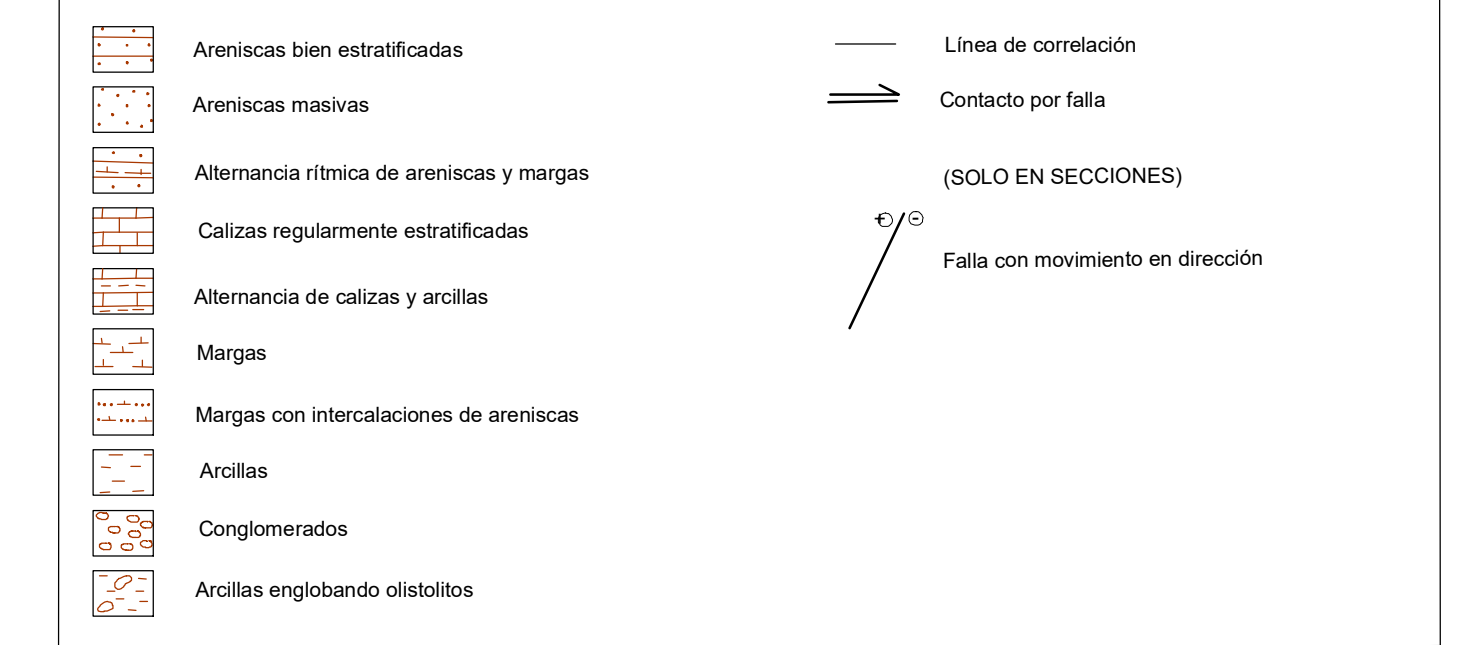 Areniscas bien estratificadas
Areniscas masivas
Alternancia rítmica de areniscas y margas
Calizas regularmente estratificadas
Alternancia de calizas y arcillas
Margas
Margas con intercalaciones de areniscas
Arcillas
Conglomerados
Arcillas englobando olistolitos
Línea de correlación
Contacto por falla
(SOLO EN SECCIONES)
+ -
Falla con movimiento en dirección